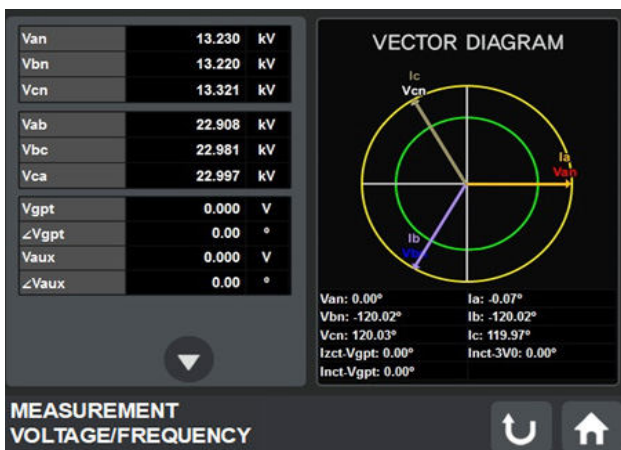 Van 13.230 kV
Vbn 13.220 kV
Vcn 13.321 kV
Vab 22.908 kV
Vbc 22.981 kV
Vca 22.997 kV
Vgpt 0.000 V
∠Vgpt 0.00 °
Vaux 0.000 V
∠Vaux 0.00 °
VECTOR DIAGRAM
Ic
Vcn
Ia
Van
Ib
Van: 0.00° Ia: -0.07°
Vbn: -120.02° Ib: -120.02°
Vcn: 120.03° Ic: 119.97°
Izct-Vgpt: 0.00° Inct-3V0: 0.00°
Inct-Vgpt: 0.00°
MEASUREMENT
VOLTAGE/FREQUENCY